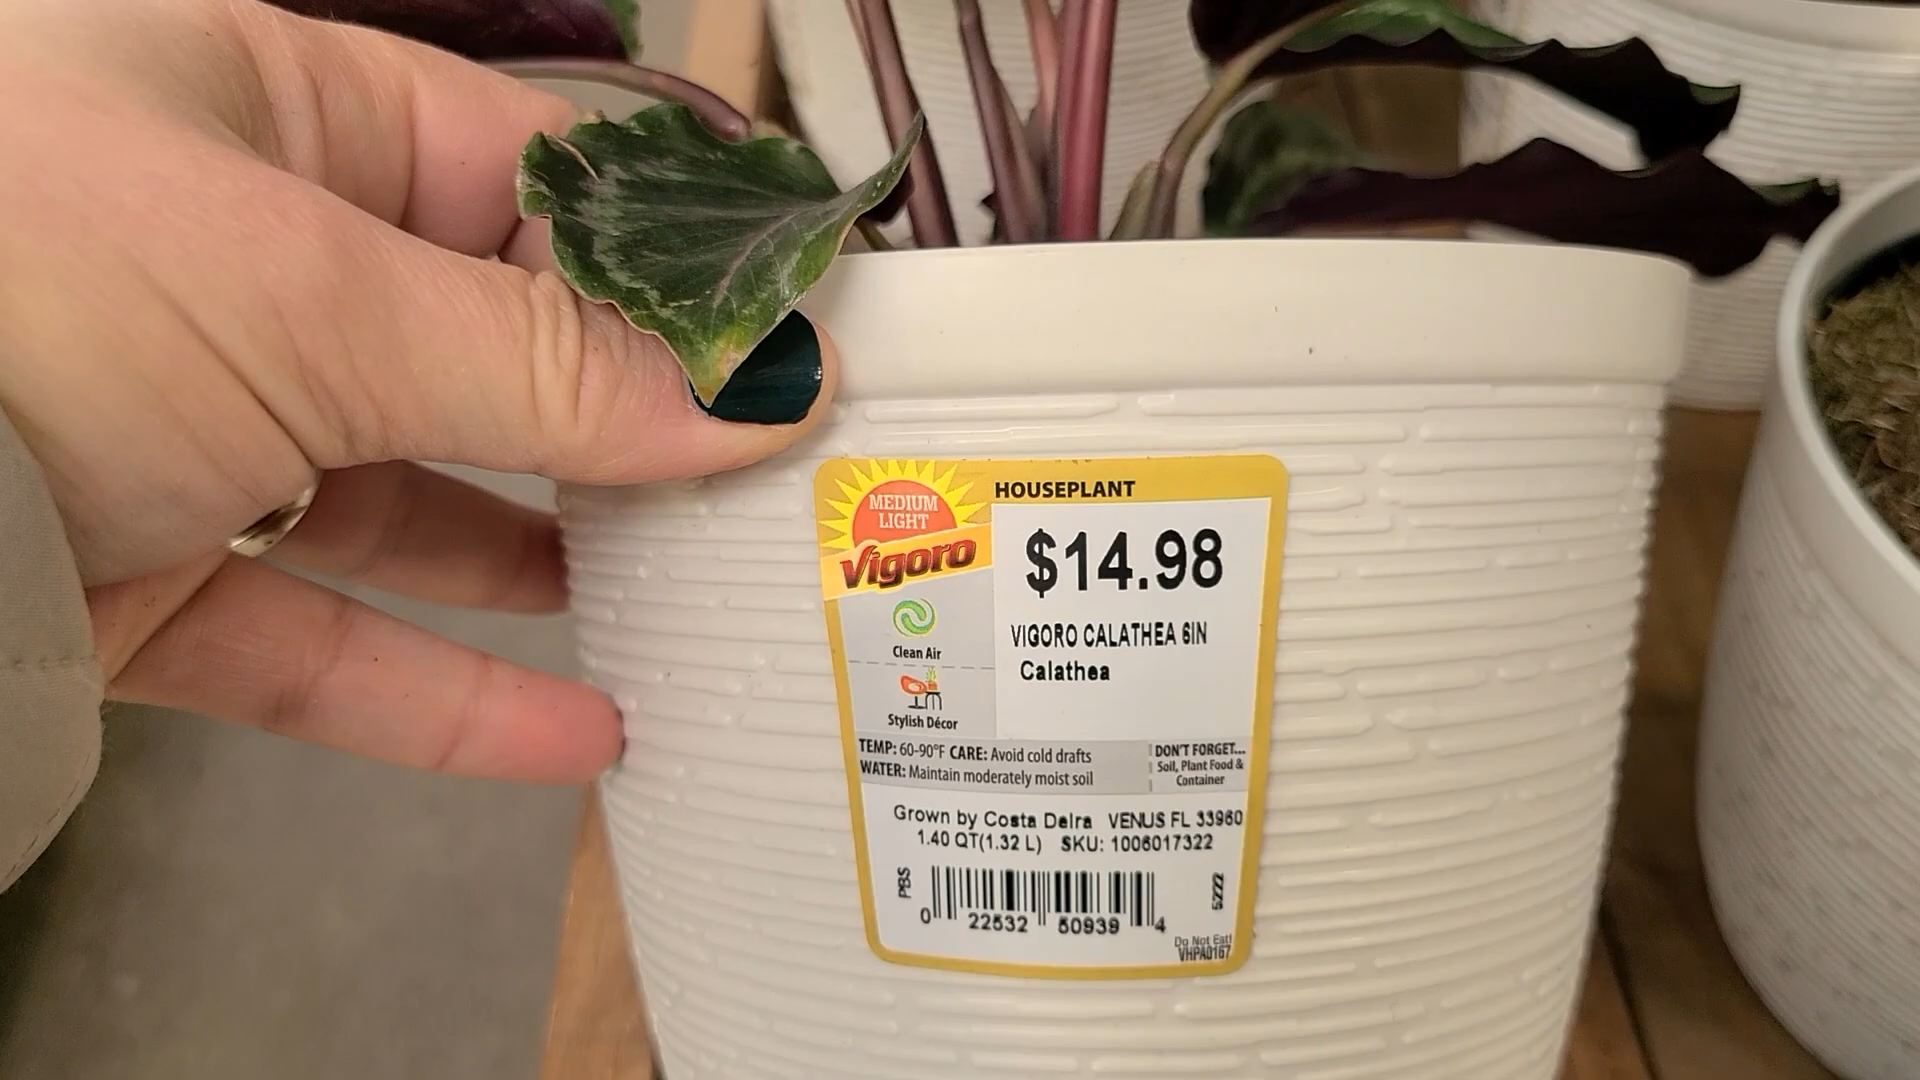 HOUSEPLANT
MEDIUM
LIGHT
Vigoro
$14.98
VIGORO CALATHEA 6IN
Calathea
Clean Air
Stylish Décor
TEMP: 60-90°F CARE: Avoid cold drafts
WATER: Maintain moderately moist soil
DON'T FORGET...
Soil, Plant Food &
Container
Grown by Costa Delra VENUS FL 33960
1.40 QT(1.32 L) SKU: 1006017322
PBS
5222
0 22532 50939 4
Do Not Eat!
VHPA0167